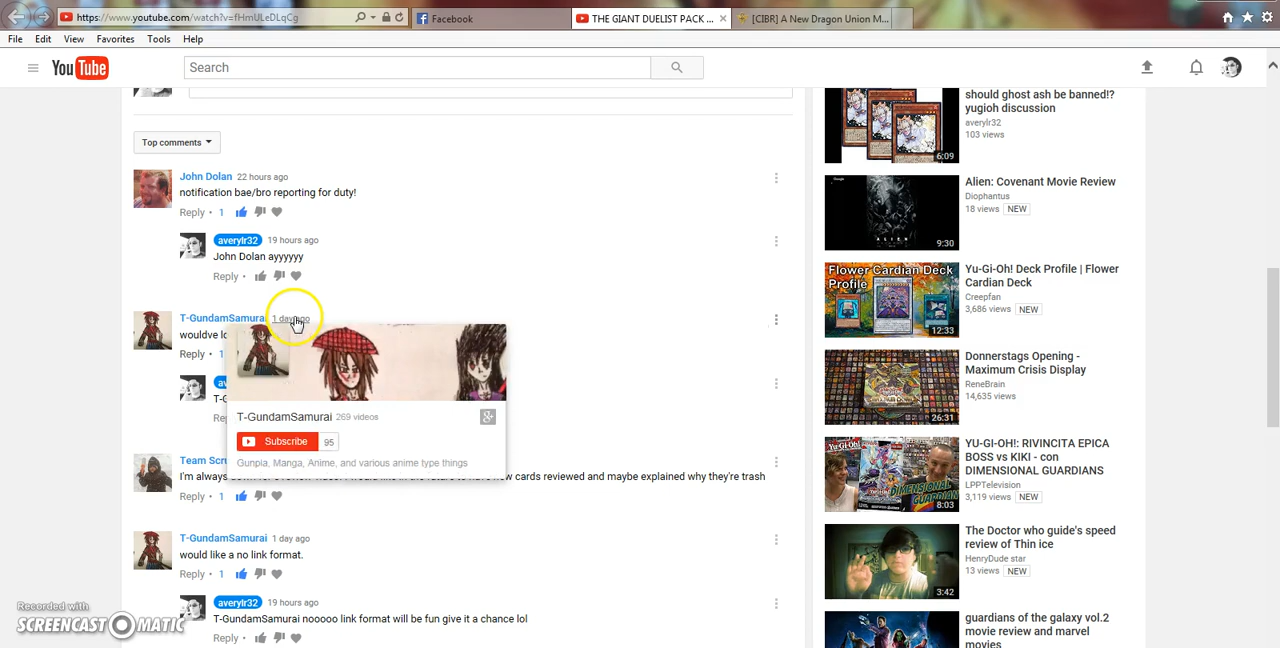 https://www.youtube.com/watch?v=fHmULeDLqCg
Facebook
THE GIANT DUELIST PACK ...
[CIBR] A New Dragon Union M...
File Edit View Favorites Tools Help
YouTube
Search
Top comments
John Dolan 22 hours ago
notification bae/bro reporting for duty!
Reply • 1
averylr32 19 hours ago
John Dolan ayyyyyy
Reply •
T-GundamSamurai 1 day ago
wouldve lo
Reply • 1
av
T-G
Rep
T-GundamSamurai 269 videos
Subscribe 95
Gunpia, Manga, Anime, and various anime type things
Team Scru
I'm always
cards reviewed and maybe explained why they're trash
Reply • 1
T-GundamSamurai 1 day ago
would like a no link format.
Reply • 1
averylr32 19 hours ago
T-GundamSamurai nooooo link format will be fun give it a chance lol
Reply •
should ghost ash be banned!?
yugioh discussion
averylr32
103 views
6:09
Alien: Covenant Movie Review
Diophantus
18 views NEW
9:30
Flower Cardian Deck
Profile
12:33
Yu-Gi-Oh! Deck Profile | Flower
Cardian Deck
Creepfan
3,686 views NEW
Donnerstags Opening -
Maximum Crisis Display
ReneBrain
14,635 views
26:31
YU-GI-OH!: RIVINCITA EPICA
BOSS vs KIKI - con
DIMENSIONAL GUARDIANS
LPPTelevision
3,119 views NEW
8:03
The Doctor who guide's speed
review of Thin ice
HenryDude star
13 views NEW
3:42
guardians of the galaxy vol.2
movie review and marvel
movies
Recorded with
SCREENCAST-O-MATIC